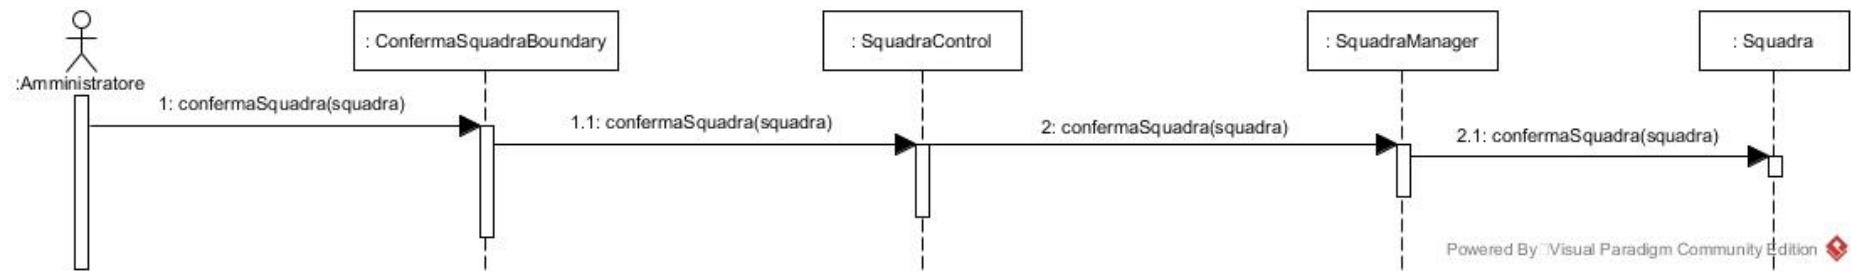 : ConfermaSquadraBoundary
: SquadraControl
: SquadraManager
: Squadra
:Amministratore
1: confermaSquadra(squadra)
1.1: confermaSquadra(squadra)
2: confermaSquadra(squadra)
2.1: confermaSquadra(squadra)
Powered By Visual Paradigm Community Edition